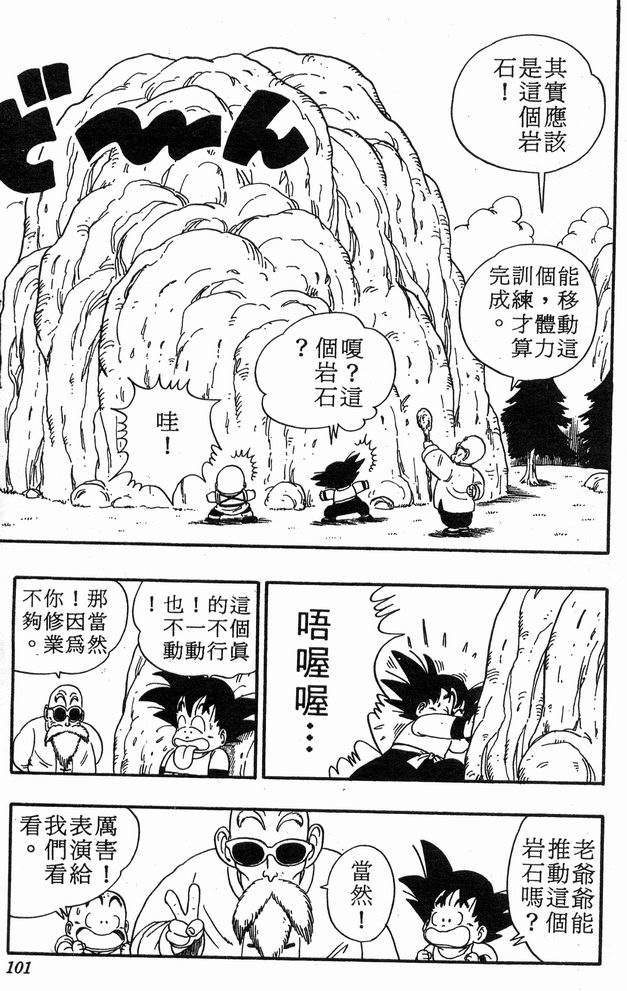 其實應該
是這個岩
石！
能移動這
個，體力
訓練才算
完成。
ど〜〜ん
嗄？這
個岩石
？
哇！
唔喔喔…
這個眞
的不行
！一動
也不動
！
那當然
！因爲
你修業
不夠。
老爺爺能
推動這個
岩石嗎？
當然！
厲害！
表演給
我們看
看。
101